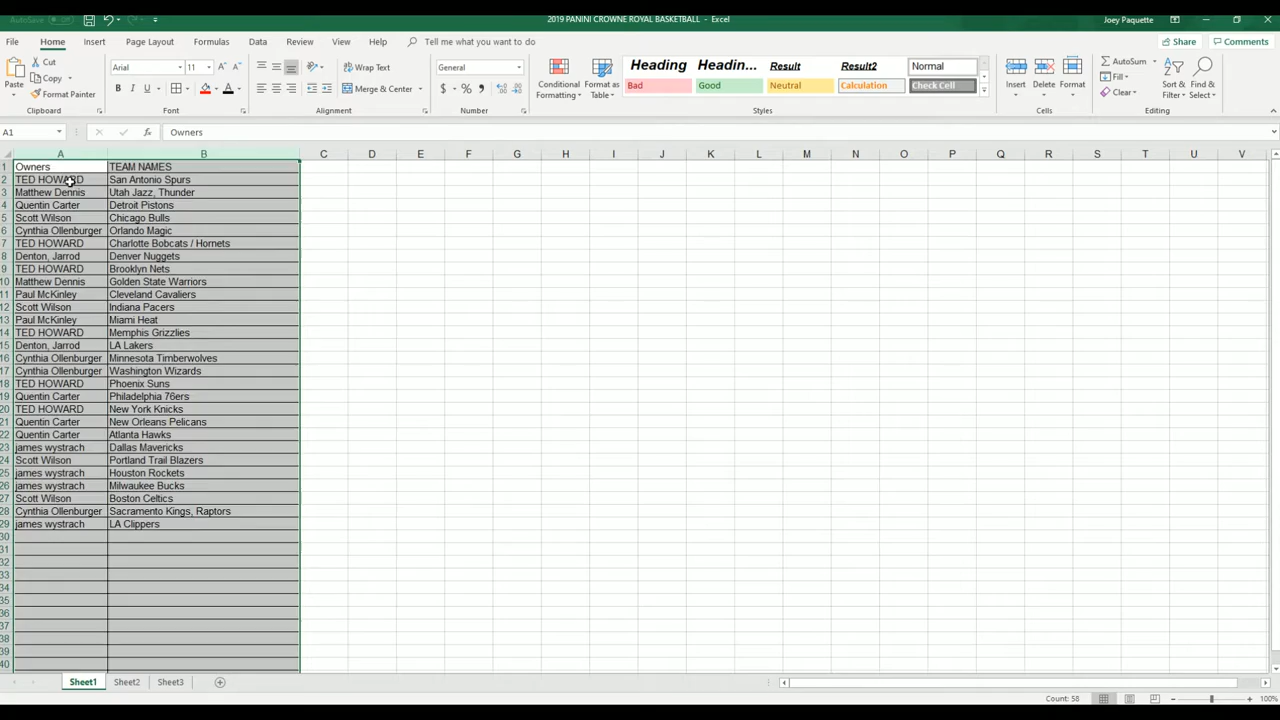 AutoSave Off 2019 PANINI CROWNE ROYAL BASKETBALL - Excel Joey Paquette
File Home Insert Page Layout Formulas Data Review View Help Tell me what you want to do Share Comments
Paste Cut Copy Format Painter Clipboard
Arial 11 A A B I U A Font
ab Wrap Text Merge & Center Alignment
General $ % , Number
Conditional Formatting Format as Table
Heading Headin... Result Result2 Normal
Bad Good Neutral Calculation Check Cell
Styles
Insert Delete Format Cells
AutoSum Fill Clear Sort & Filter Find & Select Editing
A1 fx Owners
A B C D E F G H I J K L M N O P Q R S T U V
1 Owners TEAM NAMES
2 TED HOWARD San Antonio Spurs
3 Matthew Dennis Utah Jazz, Thunder
4 Quentin Carter Detroit Pistons
5 Scott Wilson Chicago Bulls
6 Cynthia Ollenburger Orlando Magic
7 TED HOWARD Charlotte Bobcats / Hornets
8 Denton, Jarrod Denver Nuggets
9 TED HOWARD Brooklyn Nets
10 Matthew Dennis Golden State Warriors
11 Paul McKinley Cleveland Cavaliers
12 Scott Wilson Indiana Pacers
13 Paul McKinley Miami Heat
14 TED HOWARD Memphis Grizzlies
15 Denton, Jarrod LA Lakers
16 Cynthia Ollenburger Minnesota Timberwolves
17 Cynthia Ollenburger Washington Wizards
18 TED HOWARD Phoenix Suns
19 Quentin Carter Philadelphia 76ers
20 TED HOWARD New York Knicks
21 Quentin Carter New Orleans Pelicans
22 Quentin Carter Atlanta Hawks
23 james wystrach Dallas Mavericks
24 Scott Wilson Portland Trail Blazers
25 james wystrach Houston Rockets
26 james wystrach Milwaukee Bucks
27 Scott Wilson Boston Celtics
28 Cynthia Ollenburger Sacramento Kings, Raptors
29 james wystrach LA Clippers
30
31
32
33
34
35
36
37
38
39
40
Sheet1 Sheet2 Sheet3
Count: 58 100%